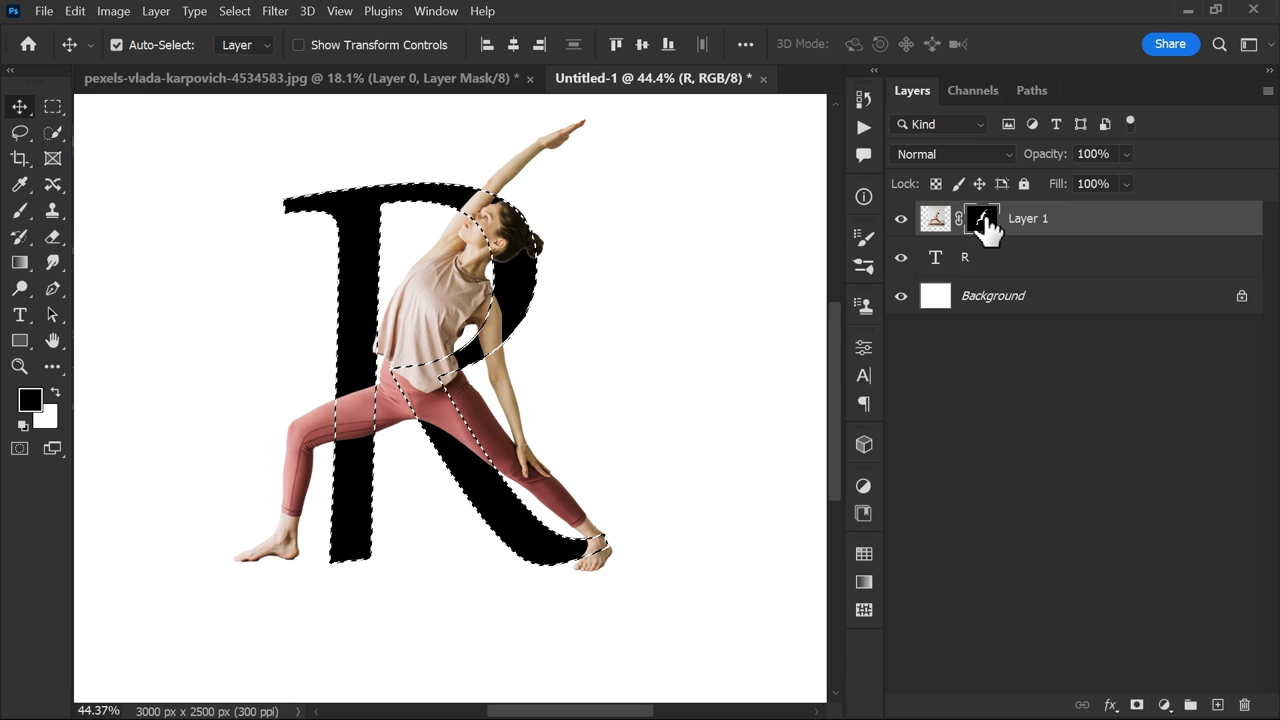 Ps File Edit Image Layer Type Select Filter 3D View Plugins Window Help
Auto-Select: Layer Show Transform Controls 3D Mode: Share
pexels-vlada-karpovich-4534583.jpg @ 18.1% (Layer 0, Layer Mask/8) * Untitled-1 @ 44.4% (R, RGB/8) *
Layers Channels Paths
Kind
Normal Opacity: 100%
Lock: Fill: 100%
Layer 1
T R
Background
R
44.37% 3000 px x 2500 px (300 ppi)